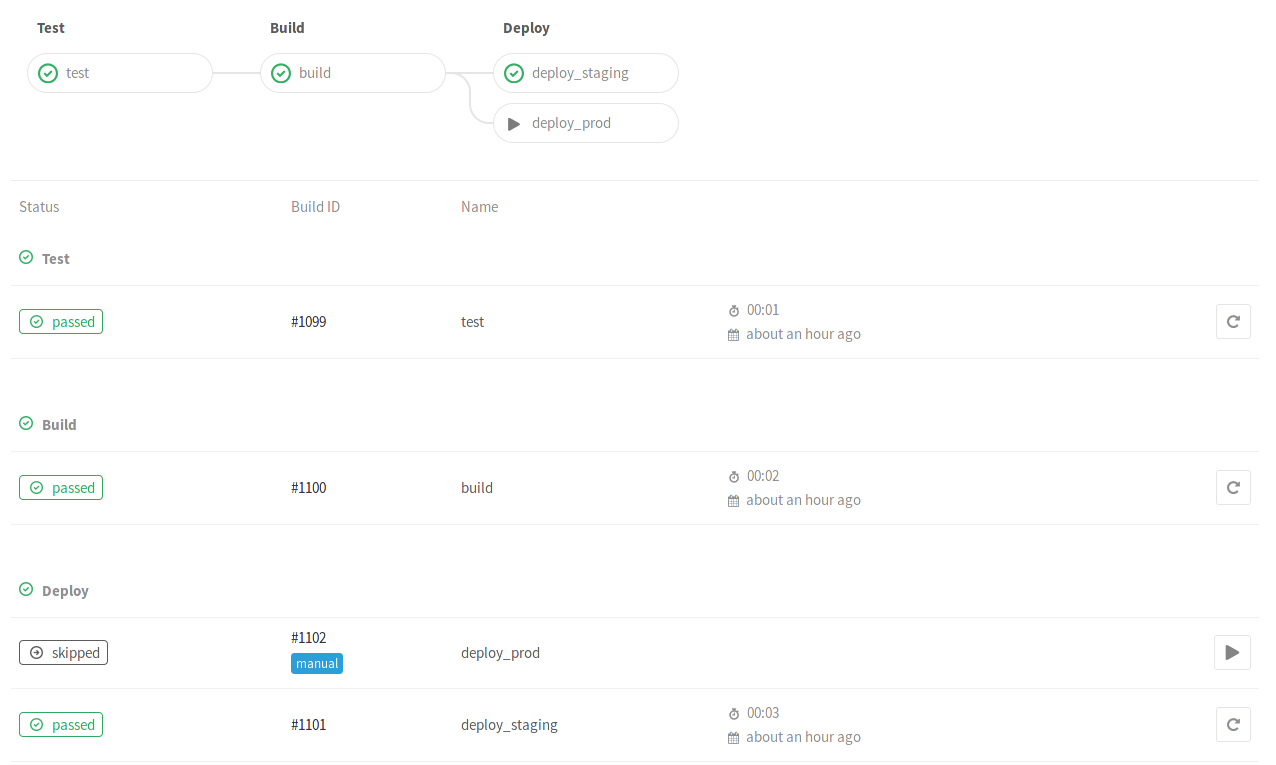 Test Build Deploy
test build deploy_staging
deploy_prod
Status Build ID Name
Test
passed #1099 test 00:01
about an hour ago
Build
passed #1100 build 00:02
about an hour ago
Deploy
skipped #1102 deploy_prod
manual
passed #1101 deploy_staging 00:03
about an hour ago